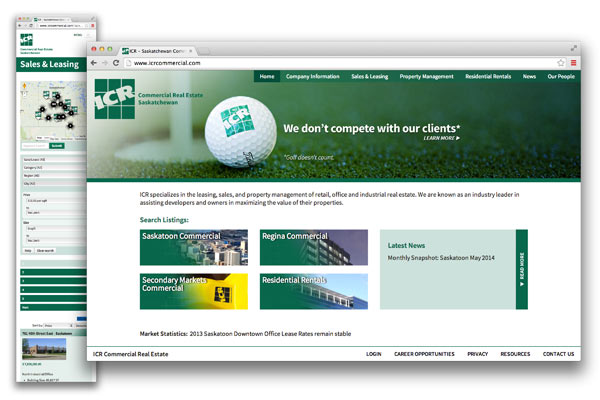 ICR
Commercial Real Estate
Saskatchewan
Sales & Leasing
Submit
ICR – Saskatchewan Comm
www.icrcommercial.com
Home
Company Information
Sales & Leasing
Property Management
Residential Rentals
News
Our People
ICR
Commercial Real Estate
Saskatchewan
ICR
We don't compete with our clients*
LEARN MORE
*Golf doesn't count.
ICR specializes in the leasing, sales, and property management of retail, office and industrial real estate. We are known as an industry leader in
assisting developers and owners in maximizing the value of their properties.
Search Listings:
Saskatoon Commercial
Regina Commercial
Secondary Markets
Commercial
Residential Rentals
Latest News
Monthly Snapshot: Saskatoon May 2014
READ MORE
Market Statistics: 2013 Saskatoon Downtown Office Lease Rates remain stable
ICR Commercial Real Estate
LOGIN
CAREER OPPORTUNITIES
PRIVACY
RESOURCES
CONTACT US